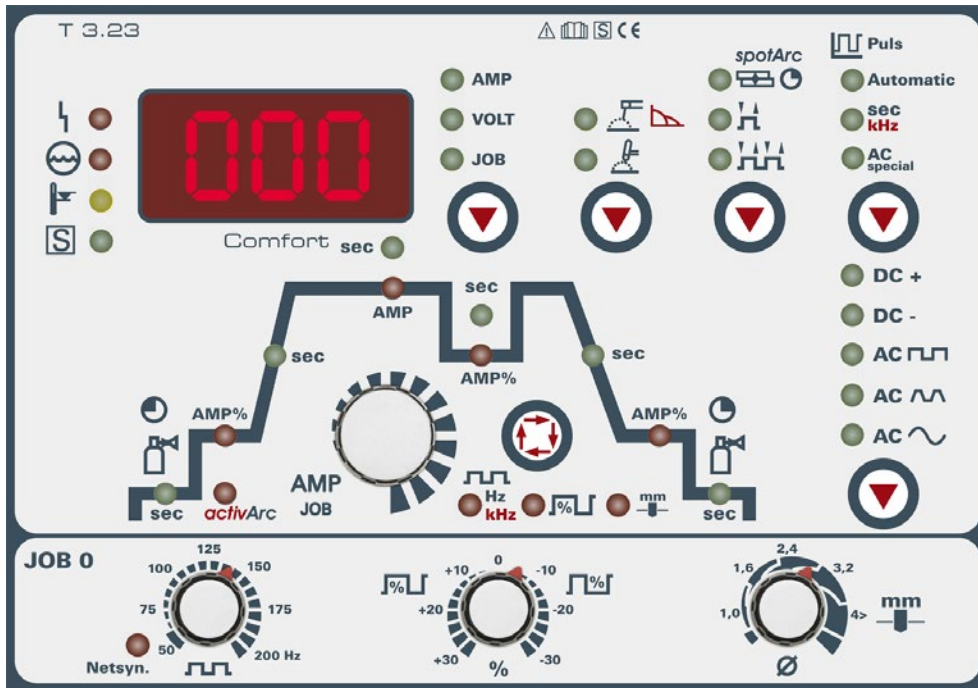 T 3.23
S CE
spotArc
Puls
AMP
VOLT
JOB
Automatic
sec
kHz
AC
special
000
S
Comfort
sec
AMP
sec
AMP%
sec
sec
AMP%
AMP%
sec
activArc
AMP
JOB
Hz
kHz
%
mm
sec
DC +
DC -
AC
AC
AC
JOB 0
50
75
100
125
150
175
200 Hz
Netsyn.
%
+30
+20
+10
0
-10
-20
-30
%
%
1,0
1,6
2,4
3,2
4>
Ø
mm